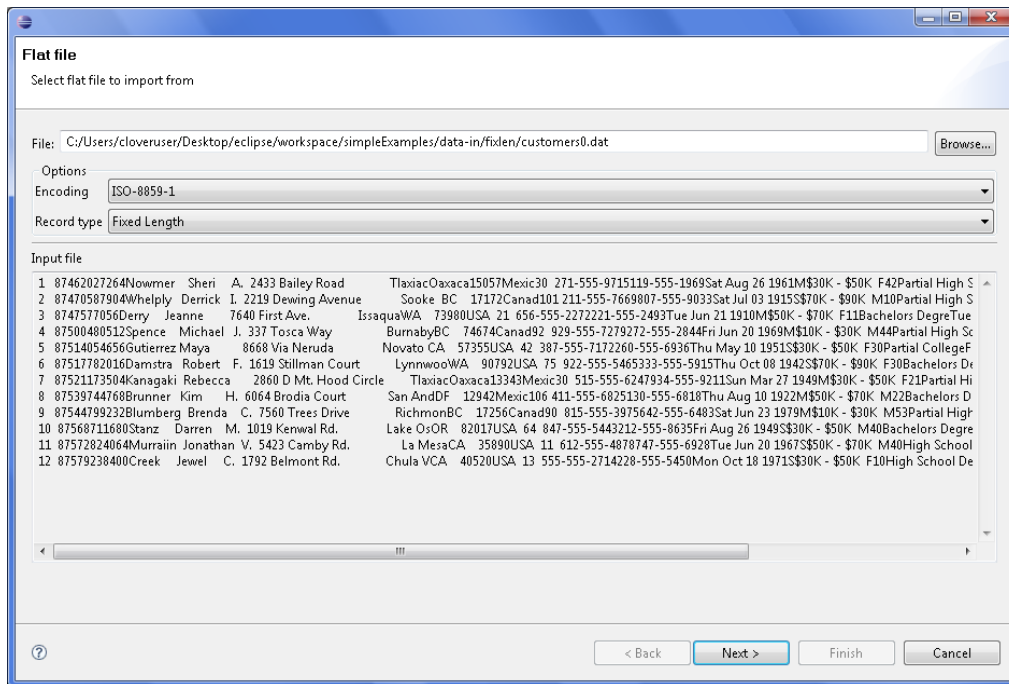 Flat file
Select flat file to import from
File: C:/Users/cloveruser/Desktop/eclipse/workspace/simpleExamples/data-in/fixlen/customers0.dat Browse...
Options
Encoding ISO-8859-1
Record type Fixed Length
Input file
1 87462027264Nowmer Sheri A. 2433 Bailey Road TlaxiacOaxaca15057Mexic30 271-555-9715119-555-1969Sat Aug 26 1961M$30K - $50K F42Partial High S
2 87470587904Whelply Derrick I. 2219 Dewing Avenue Sooke BC 17172Canad101 211-555-7669807-555-9033Sat Jul 03 1915S$70K - $90K M10Partial High S
3 8747577056Derry Jeanne 7640 First Ave. IssaquaWA 73980USA 21 656-555-2272221-555-2493Tue Jun 21 1910M$50K - $70K F11Bachelors DegreTue
4 87500480512Spence Michael J. 337 Tosca Way BurnabyBC 74674Canad92 929-555-7279272-555-2844Fri Jun 20 1969M$10K - $30K M44Partial High Sc
5 87514054656Gutierrez Maya 8668 Via Neruda Novato CA 57355USA 42 387-555-7172260-555-6936Thu May 10 1951S$30K - $50K F30Partial CollegeF
6 87517782016Damstra Robert F. 1619 Stillman Court LynnwooWA 90792USA 75 922-555-5465333-555-5915Thu Oct 08 1942S$70K - $90K F30Bachelors De
7 87521173504Kanagaki Rebecca 2860 D Mt. Hood Circle TlaxiacOaxaca13343Mexic30 515-555-6247934-555-9211Sun Mar 27 1949M$30K - $50K F21Partial Hi
8 87539744768Brunner Kim H. 6064 Brodia Court San AndDF 12942Mexic106 411-555-6825130-555-6818Thu Aug 10 1922M$50K - $70K M22Bachelors D
9 87544799232Blumberg Brenda C. 7560 Trees Drive RichmonBC 17256Canad90 815-555-3975642-555-6483Sat Jun 23 1979M$10K - $30K M53Partial High
10 87568711680Stanz Darren M. 1019 Kenwal Rd. Lake OsOR 82017USA 64 847-555-5443212-555-8635Fri Aug 26 1949S$30K - $50K M40Bachelors Degre
11 87572824064Murraiin Jonathan V. 5423 Camby Rd. La MesaCA 35890USA 11 612-555-4878747-555-6928Tue Jun 20 1967S$50K - $70K M40High School
12 87579238400Creek Jewel C. 1792 Belmont Rd. Chula VCA 40520USA 13 555-555-2714228-555-5450Mon Oct 18 1971S$30K - $50K F10High School De
< Back Next > Finish Cancel